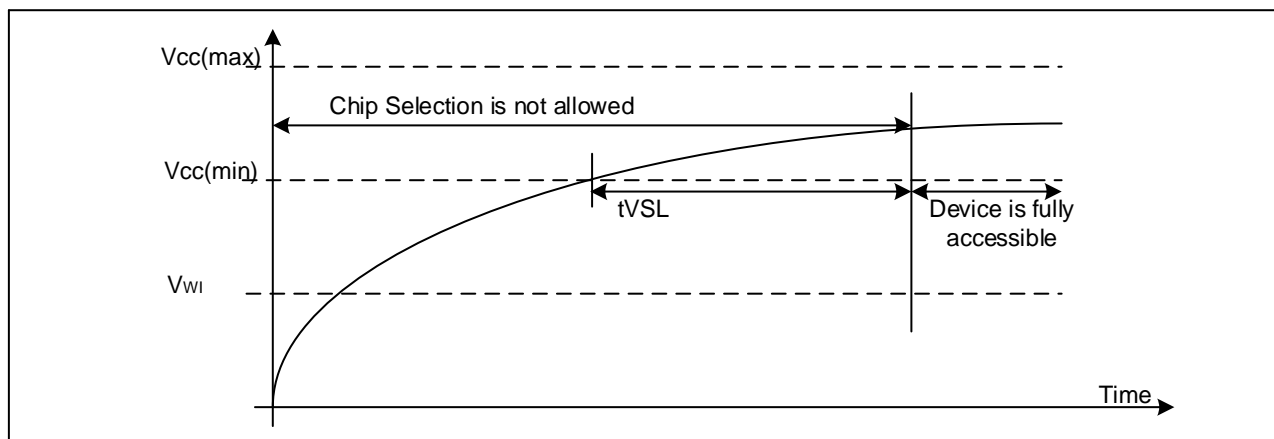 Vcc(max)
Chip Selection is not allowed
Vcc(min)
tVSL
Device is fully
accessible
VWI
Time